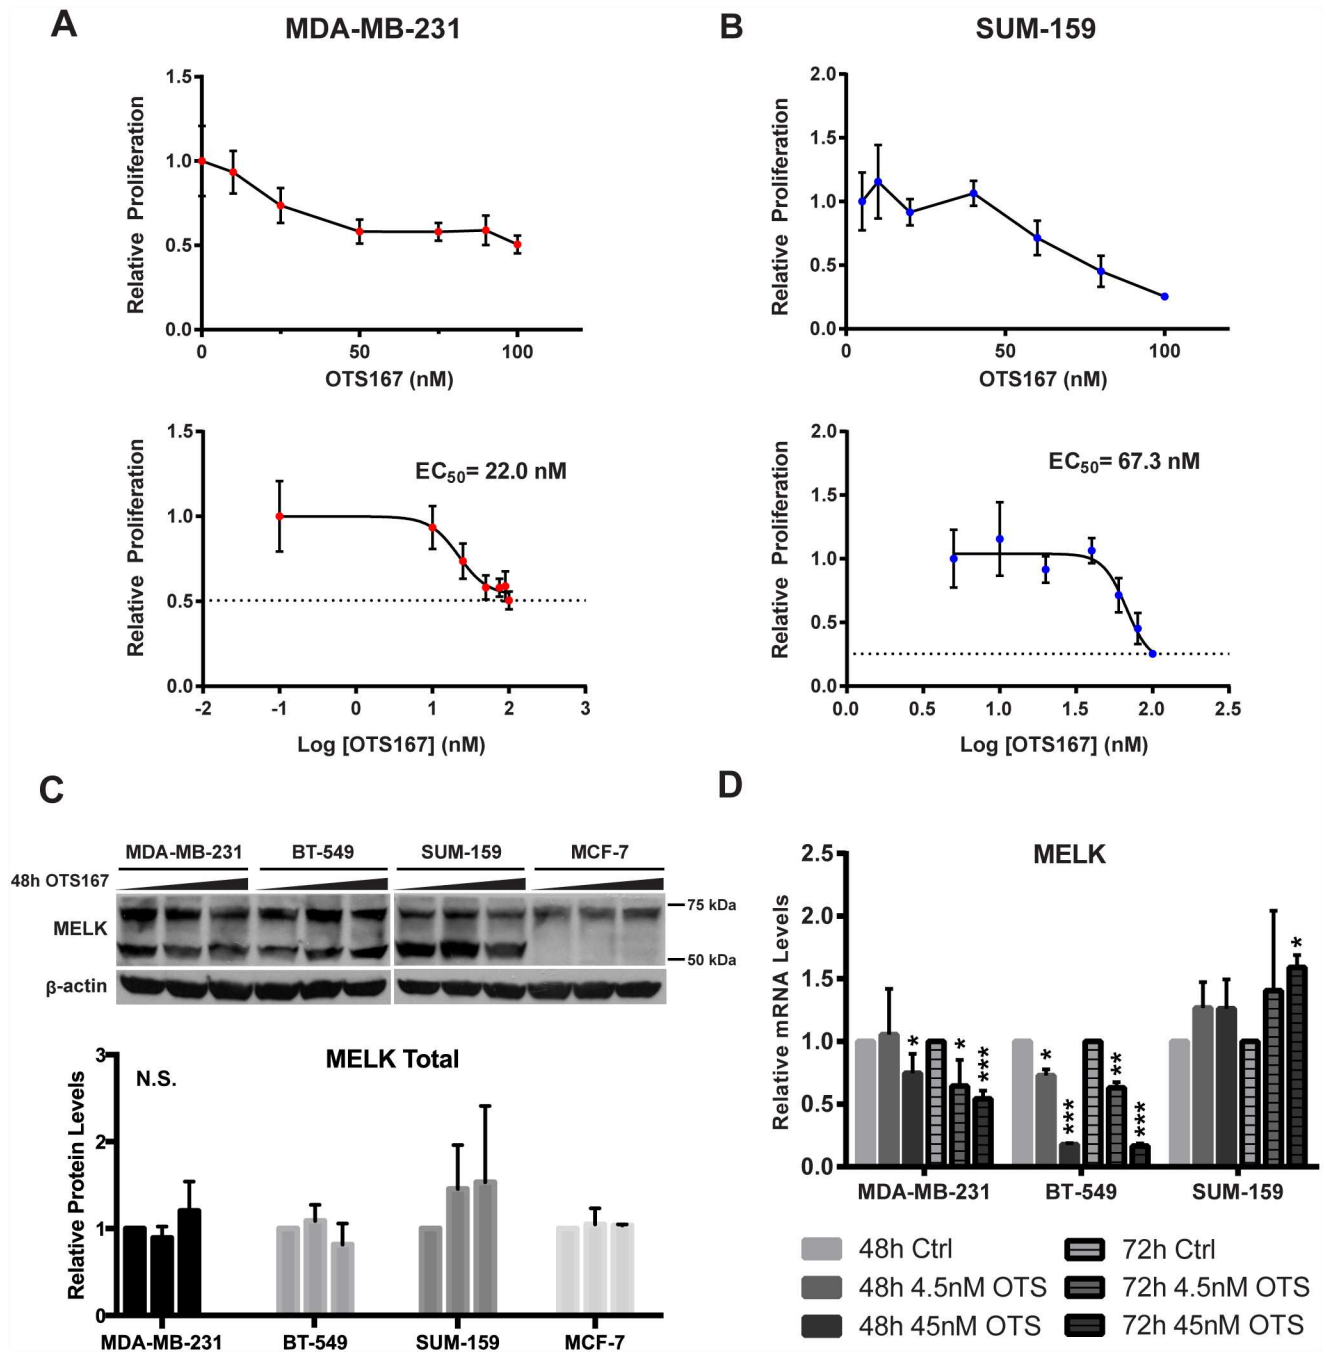 A
MDA-MB-231
1.5
1.0
0.5
0.0
Relative Proliferation
0
50
100
OTS167 (nM)
1.5
1.0
0.5
0.0
Relative Proliferation
EC50= 22.0 nM
-2
-1
0
1
2
3
Log [OTS167] (nM)
B
SUM-159
2.0
1.5
1.0
0.5
0.0
Relative Proliferation
0
50
100
OTS167 (nM)
2.0
1.5
1.0
0.5
0.0
Relative Proliferation
EC50= 67.3 nM
0.0
0.5
1.0
1.5
2.0
2.5
Log [OTS167] (nM)
C
MDA-MB-231
BT-549
SUM-159
MCF-7
48h OTS167
MELK
75 kDa
50 kDa
β-actin
MELK Total
N.S.
3
2
1
0
Relative Protein Levels
MDA-MB-231
BT-549
SUM-159
MCF-7
D
MELK
2.5
2.0
1.5
1.0
0.5
0.0
Relative mRNA Levels
*
*
***
*
***
**
***
*
MDA-MB-231
BT-549
SUM-159
48h Ctrl
48h 4.5nM OTS
48h 45nM OTS
72h Ctrl
72h 4.5nM OTS
72h 45nM OTS